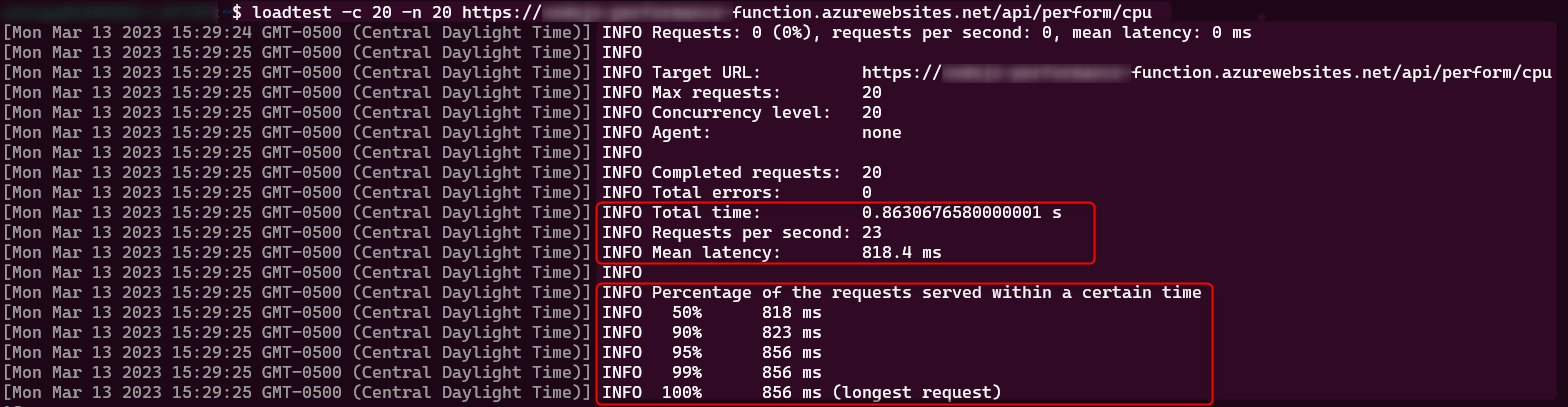 ~$ loadtest -c 20 -n 20 https:// function.azurewebsites.net/api/perform/cpu
[Mon Mar 13 2023 15:29:24 GMT-0500 (Central Daylight Time)] INFO Requests: 0 (0%), requests per second: 0, mean latency: 0 ms
[Mon Mar 13 2023 15:29:25 GMT-0500 (Central Daylight Time)] INFO
[Mon Mar 13 2023 15:29:25 GMT-0500 (Central Daylight Time)] INFO Target URL: https:// function.azurewebsites.net/api/perform/cpu
[Mon Mar 13 2023 15:29:25 GMT-0500 (Central Daylight Time)] INFO Max requests: 20
[Mon Mar 13 2023 15:29:25 GMT-0500 (Central Daylight Time)] INFO Concurrency level: 20
[Mon Mar 13 2023 15:29:25 GMT-0500 (Central Daylight Time)] INFO Agent: none
[Mon Mar 13 2023 15:29:25 GMT-0500 (Central Daylight Time)] INFO
[Mon Mar 13 2023 15:29:25 GMT-0500 (Central Daylight Time)] INFO Completed requests: 20
[Mon Mar 13 2023 15:29:25 GMT-0500 (Central Daylight Time)] INFO Total errors: 0
[Mon Mar 13 2023 15:29:25 GMT-0500 (Central Daylight Time)] INFO Total time: 0.8630676580000001 s
[Mon Mar 13 2023 15:29:25 GMT-0500 (Central Daylight Time)] INFO Requests per second: 23
[Mon Mar 13 2023 15:29:25 GMT-0500 (Central Daylight Time)] INFO Mean latency: 818.4 ms
[Mon Mar 13 2023 15:29:25 GMT-0500 (Central Daylight Time)] INFO
[Mon Mar 13 2023 15:29:25 GMT-0500 (Central Daylight Time)] INFO Percentage of the requests served within a certain time
[Mon Mar 13 2023 15:29:25 GMT-0500 (Central Daylight Time)] INFO 50% 818 ms
[Mon Mar 13 2023 15:29:25 GMT-0500 (Central Daylight Time)] INFO 90% 823 ms
[Mon Mar 13 2023 15:29:25 GMT-0500 (Central Daylight Time)] INFO 95% 856 ms
[Mon Mar 13 2023 15:29:25 GMT-0500 (Central Daylight Time)] INFO 99% 856 ms
[Mon Mar 13 2023 15:29:25 GMT-0500 (Central Daylight Time)] INFO 100% 856 ms (longest request)